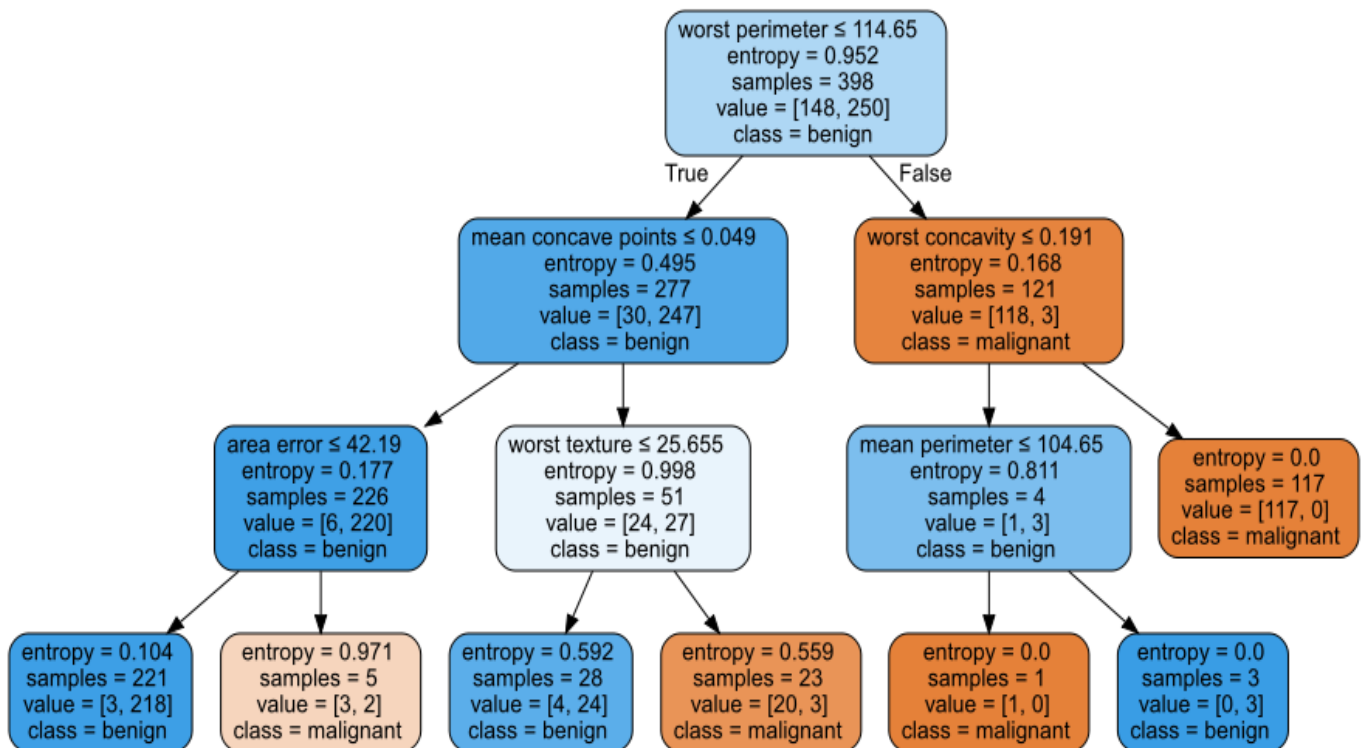 worst perimeter ≤ 114.65
entropy = 0.952
samples = 398
value = [148, 250]
class = benign
True
False
mean concave points ≤ 0.049
entropy = 0.495
samples = 277
value = [30, 247]
class = benign
worst concavity ≤ 0.191
entropy = 0.168
samples = 121
value = [118, 3]
class = malignant
area error ≤ 42.19
entropy = 0.177
samples = 226
value = [6, 220]
class = benign
worst texture ≤ 25.655
entropy = 0.998
samples = 51
value = [24, 27]
class = benign
mean perimeter ≤ 104.65
entropy = 0.811
samples = 4
value = [1, 3]
class = benign
entropy = 0.0
samples = 117
value = [117, 0]
class = malignant
entropy = 0.104
samples = 221
value = [3, 218]
class = benign
entropy = 0.971
samples = 5
value = [3, 2]
class = malignant
entropy = 0.592
samples = 28
value = [4, 24]
class = benign
entropy = 0.559
samples = 23
value = [20, 3]
class = malignant
entropy = 0.0
samples = 1
value = [1, 0]
class = malignant
entropy = 0.0
samples = 3
value = [0, 3]
class = benign